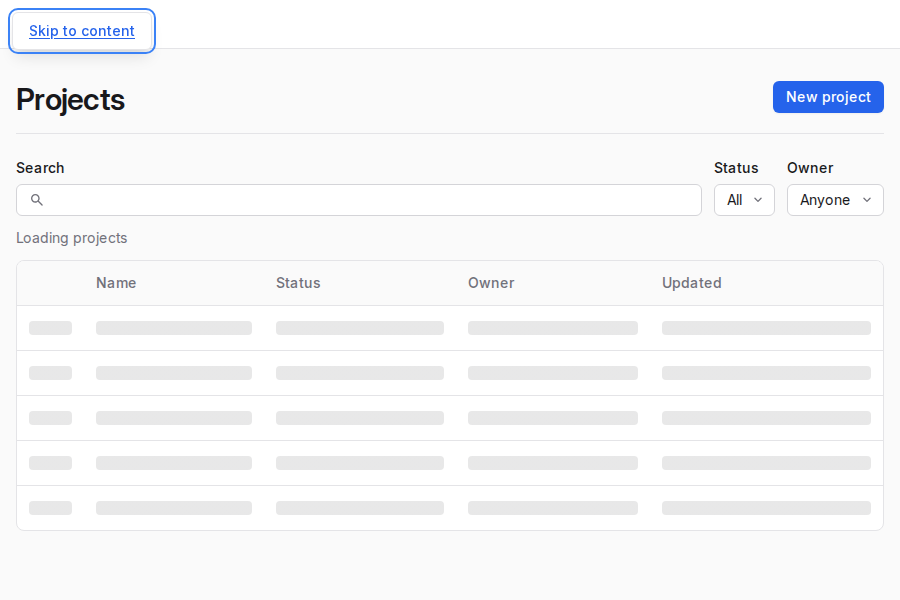 Skip to content
Projects
New project
Search
Status
Owner
All
Anyone
Loading projects
Name
Status
Owner
Updated